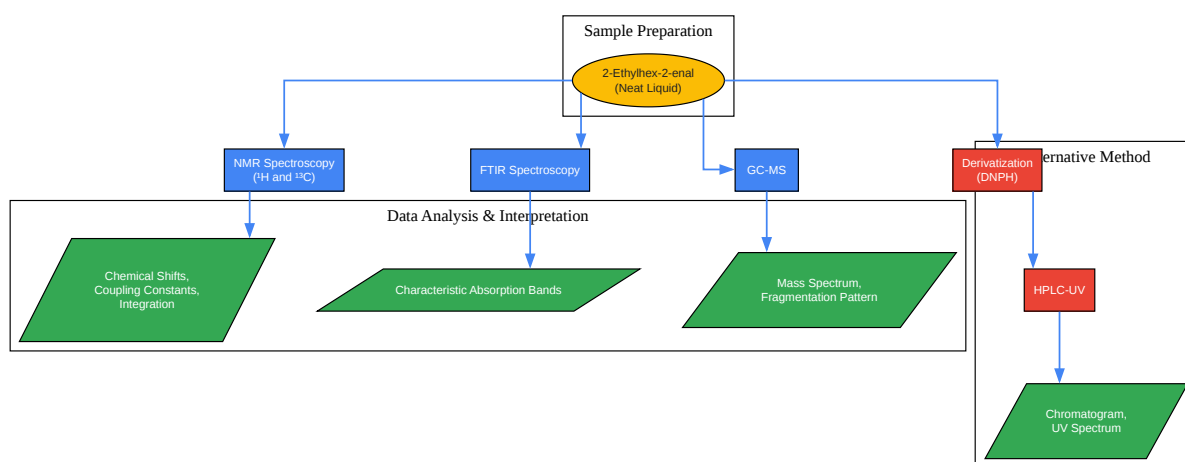 Sample Preparation
2-Ethylhex-2-enal
(Neat Liquid)
NMR Spectroscopy
(¹H and ¹³C)
FTIR Spectroscopy
GC-MS
Derivatization
(DNPH)
ernative Method
Data Analysis & Interpretation
Chemical Shifts,
Coupling Constants,
Integration
Characteristic Absorption Bands
Mass Spectrum,
Fragmentation Pattern
HPLC-UV
Chromatogram,
UV Spectrum